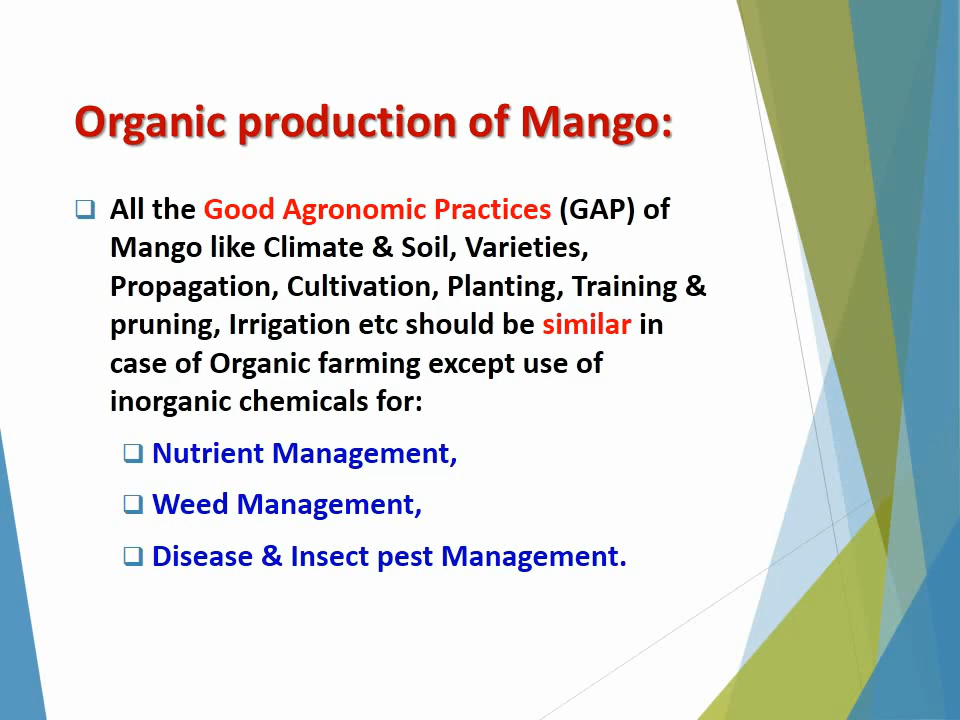 Organic production of Mango:
All the Good Agronomic Practices (GAP) of
Mango like Climate & Soil, Varieties,
Propagation, Cultivation, Planting, Training &
pruning, Irrigation etc should be similar in
case of Organic farming except use of
inorganic chemicals for:
Nutrient Management,
Weed Management,
Disease & Insect pest Management.